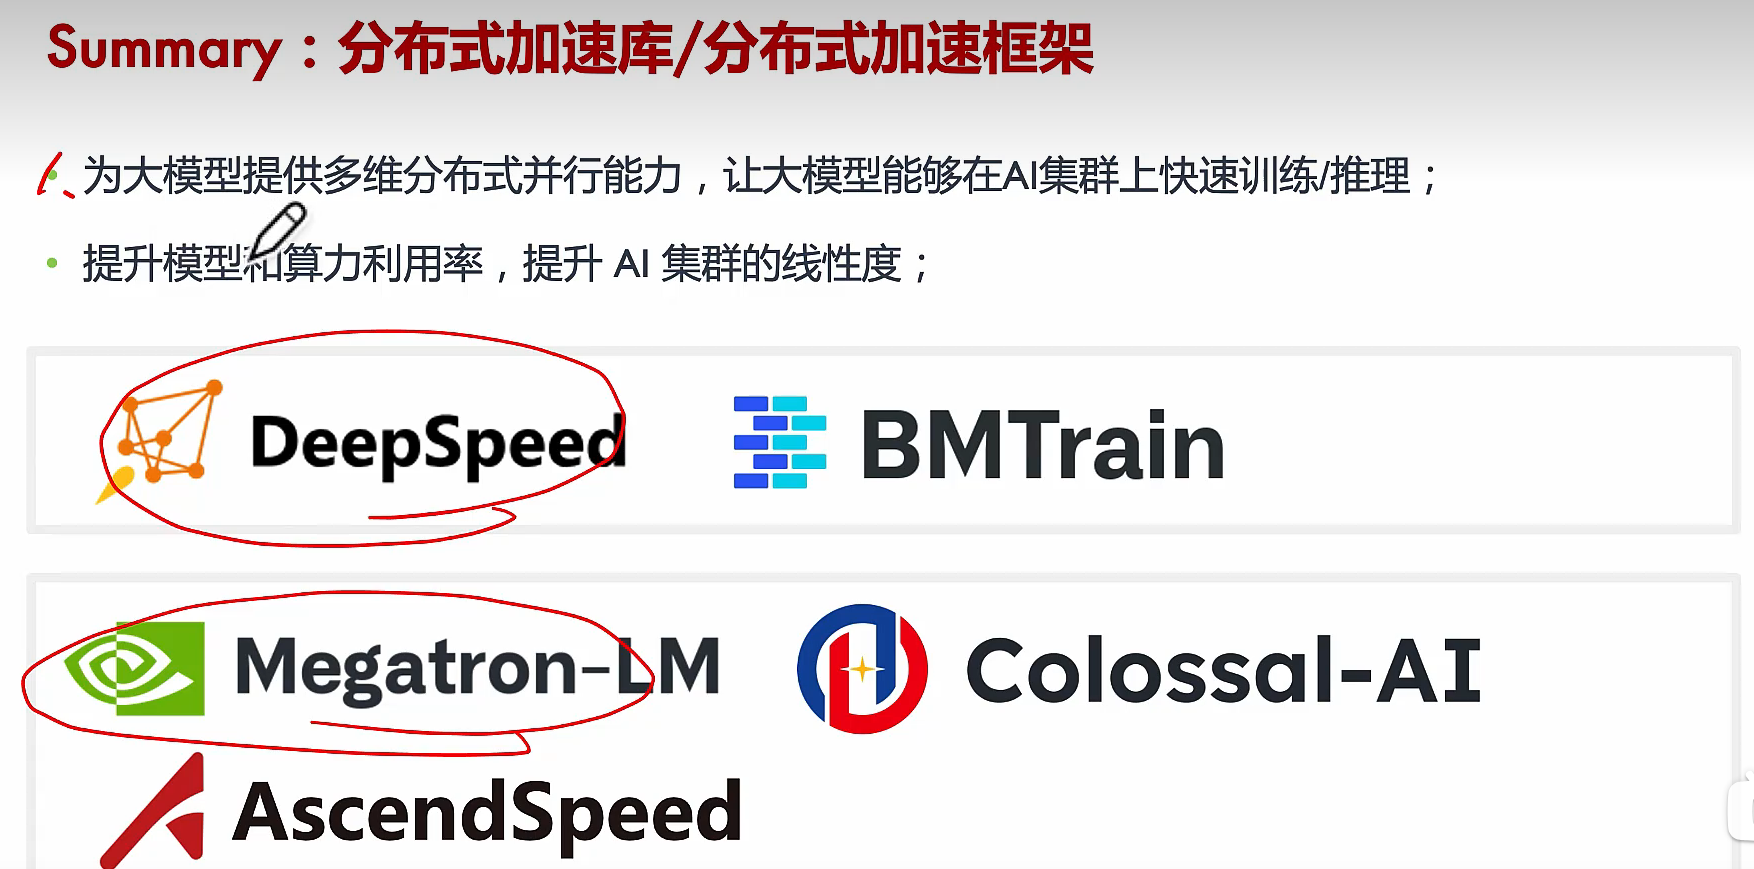 Summary：分布式加速库/分布式加速框架
为大模型提供多维分布式并行能力，让大模型能够在AI集群上快速训练/推理；
提升模型和算力利用率，提升 AI 集群的线性度；
DeepSpeed BMTrain
Megatron-LM Colossal-AI
AscendSpeed